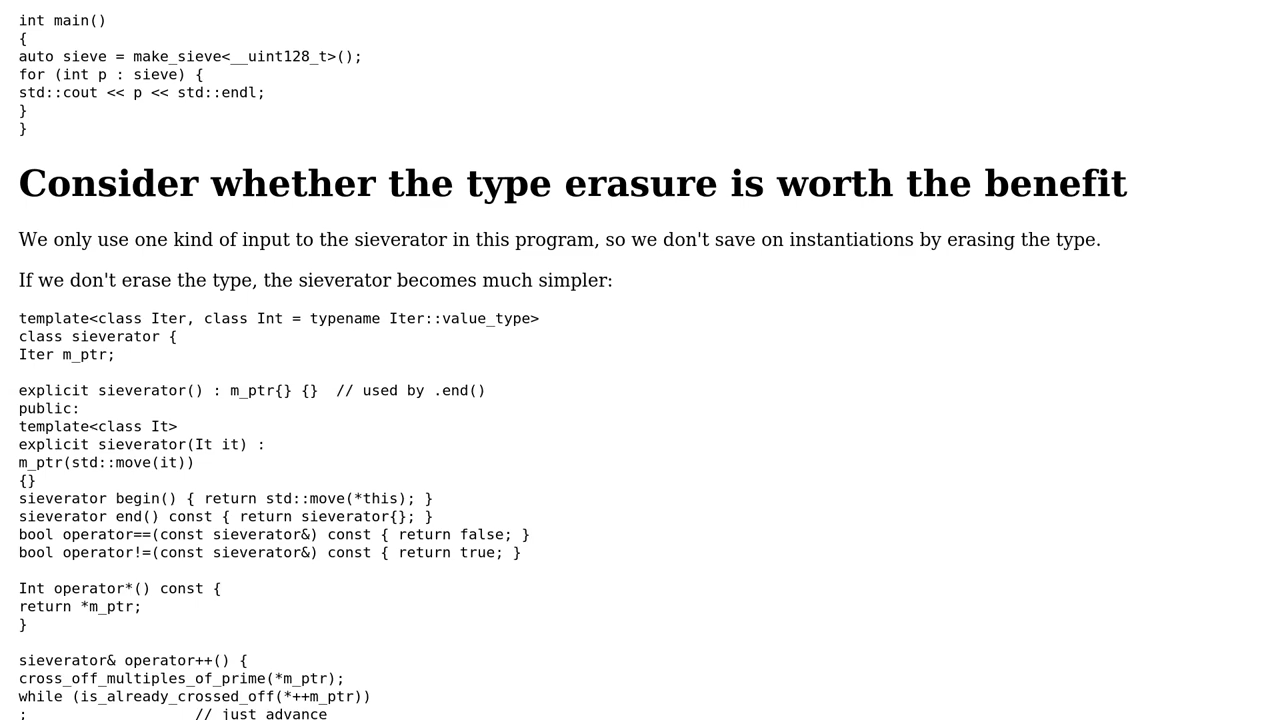 int main()
{
auto sieve = make_sieve<__uint128_t>();
for (int p : sieve) {
std::cout << p << std::endl;
}
}
Consider whether the type erasure is worth the benefit
We only use one kind of input to the sieverator in this program, so we don't save on instantiations by erasing the type.
If we don't erase the type, the sieverator becomes much simpler:
template<class Iter, class Int = typename Iter::value_type>
class sieverator {
Iter m_ptr;

explicit sieverator() : m_ptr{} {}  // used by .end()
public:
template<class It>
explicit sieverator(It it) :
m_ptr(std::move(it))
{}
sieverator begin() { return std::move(*this); }
sieverator end() const { return sieverator{}; }
bool operator==(const sieverator&) const { return false; }
bool operator!=(const sieverator&) const { return true; }

Int operator*() const {
return *m_ptr;
}

sieverator& operator++() {
cross_off_multiples_of_prime(*m_ptr);
while (is_already_crossed_off(*++m_ptr))
;                   // just advance